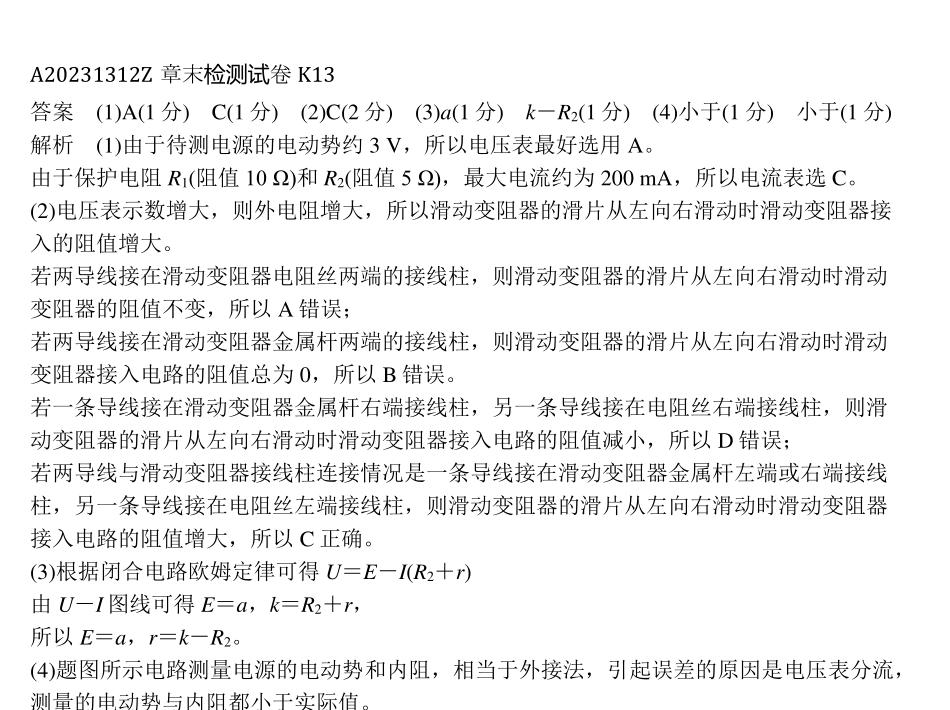 A20231312Z 章末检测试卷 K13
答案 (1)A(1 分) C(1 分) (2)C(2 分) (3)a(1 分) k－R₂(1 分) (4)小于(1 分) 小于(1 分)
解析 (1)由于待测电源的电动势约 3 V，所以电压表最好选用 A。
由于保护电阻 R₁(阻值 10 Ω)和 R₂(阻值 5 Ω)，最大电流约为 200 mA，所以电流表选 C。
(2)电压表示数增大，则外电阻增大，所以滑动变阻器的滑片从左向右滑动时滑动变阻器接
入的阻值增大。
若两导线接在滑动变阻器电阻丝两端的接线柱，则滑动变阻器的滑片从左向右滑动时滑动
变阻器的阻值不变，所以 A 错误；
若两导线接在滑动变阻器金属杆两端的接线柱，则滑动变阻器的滑片从左向右滑动时滑动
变阻器接入电路的阻值总为 0，所以 B 错误。
若一条导线接在滑动变阻器金属杆右端接线柱，另一条导线接在电阻丝右端接线柱，则滑
动变阻器的滑片从左向右滑动时滑动变阻器接入电路的阻值减小，所以 D 错误；
若两导线与滑动变阻器接线柱连接情况是一条导线接在滑动变阻器金属杆左端或右端接线
柱，另一条导线接在电阻丝左端接线柱，则滑动变阻器的滑片从左向右滑动时滑动变阻器
接入电路的阻值增大，所以 C 正确。
(3)根据闭合电路欧姆定律可得 U＝E－I(R₂＋r)
由 U－I 图线可得 E＝a，k＝R₂＋r，
所以 E＝a，r＝k－R₂。
(4)题图所示电路测量电源的电动势和内阻，相当于外接法，引起误差的原因是电压表分流，
测量的电动势与内阻都小于实际值。